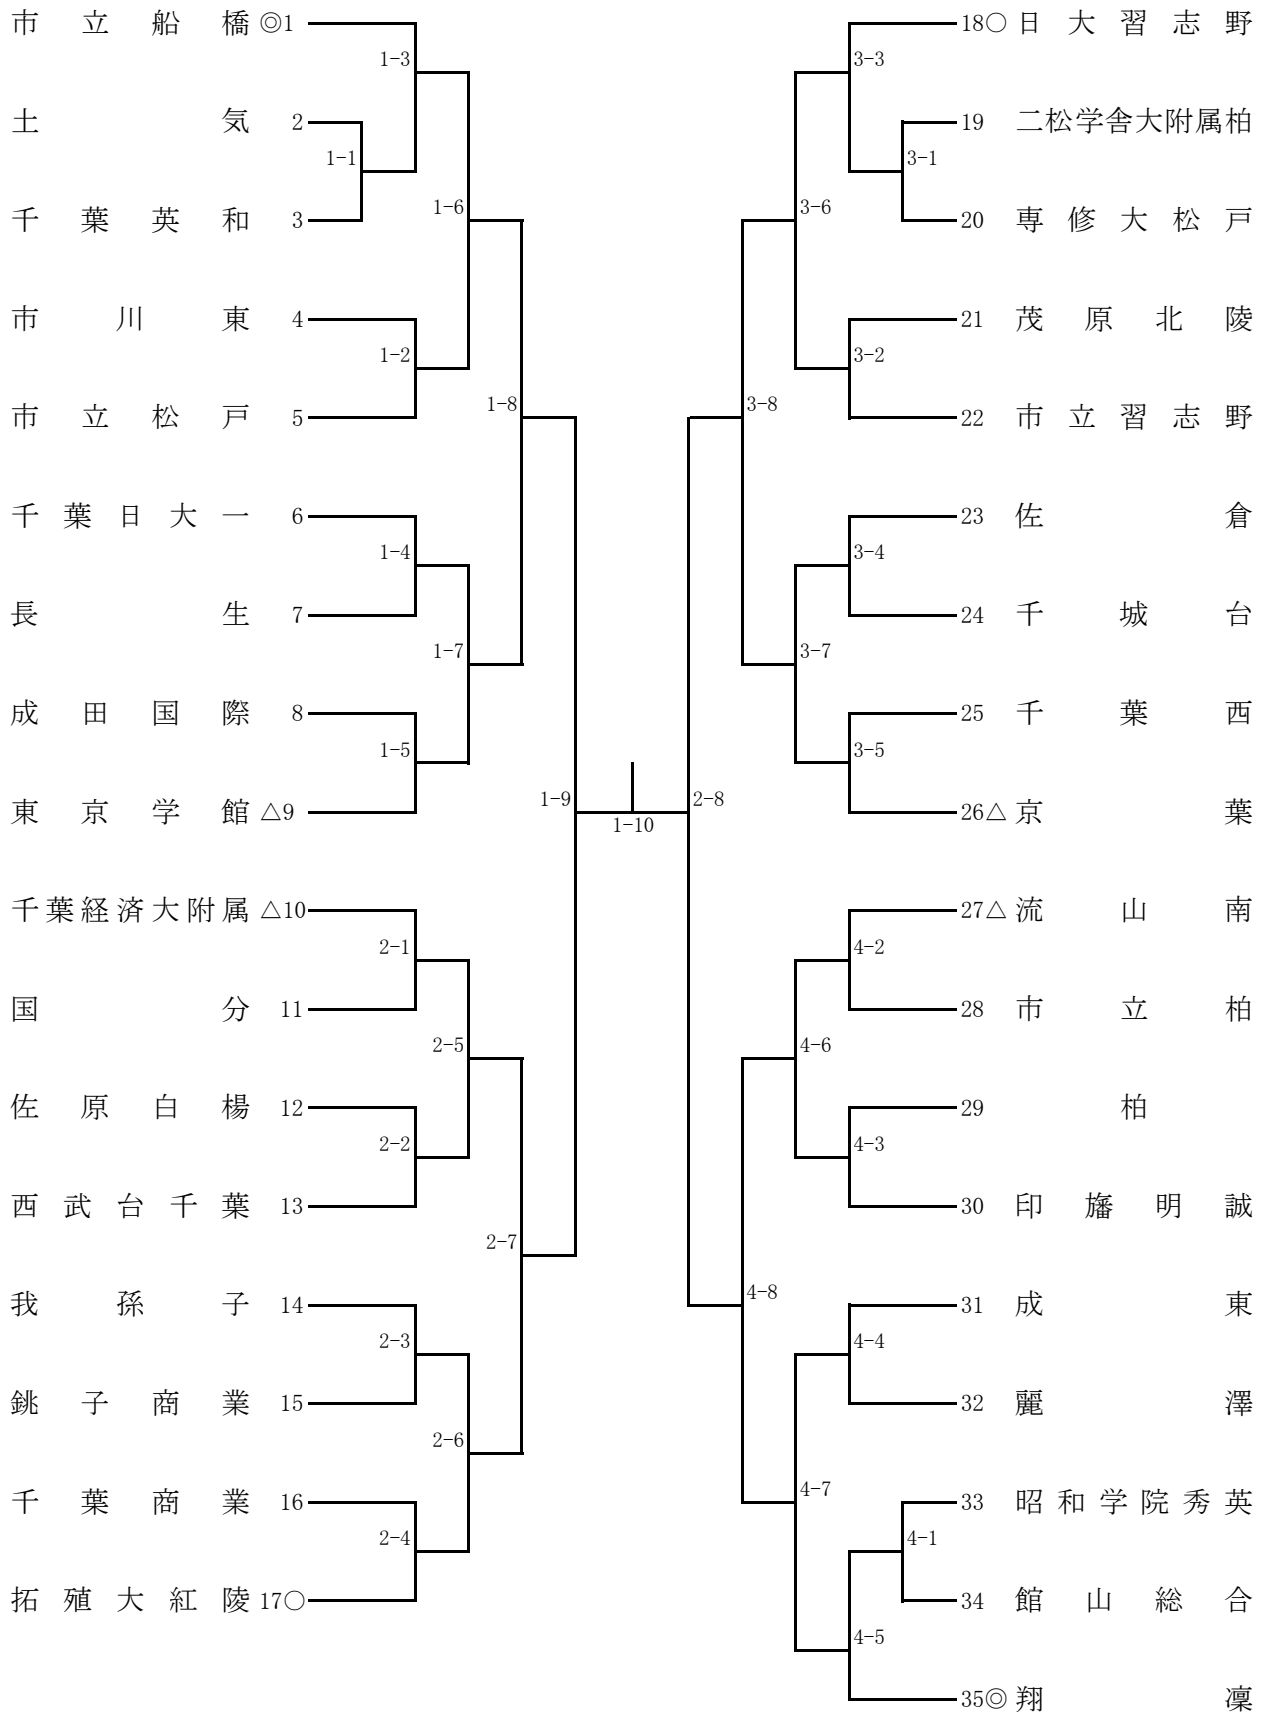 市立船橋 ◎1
1-3
土気 2
1-1
千葉英和 3
1-6
市川東 4
1-2
市立松戸 5
1-8
千葉日大一 6
1-4
長生 7
1-7
成田国際 8
1-5
東京学館 △9
1-9
千葉経済大附属 △10
2-1
国分 11
2-5
佐原白楊 12
2-2
西武台千葉 13
2-7
我孫子 14
2-3
銚子商業 15
2-6
千葉商業 16
2-4
拓殖大紅陵 17○
1-10
18○ 日大習志野
3-3
19 二松学舎大附属柏
3-1
20 専修大松戸
3-6
21 茂原北陵
3-2
22 市立習志野
3-8
23 佐倉
3-4
24 千城台
3-7
25 千葉西
3-5
26△ 京葉
2-8
27△ 流山南
4-2
28 市立柏
4-6
29 柏
4-3
30 印旛明誠
4-8
31 成東
4-4
32 麗澤
4-7
33 昭和学院秀英
4-1
34 館山総合
4-5
35◎ 翔凜